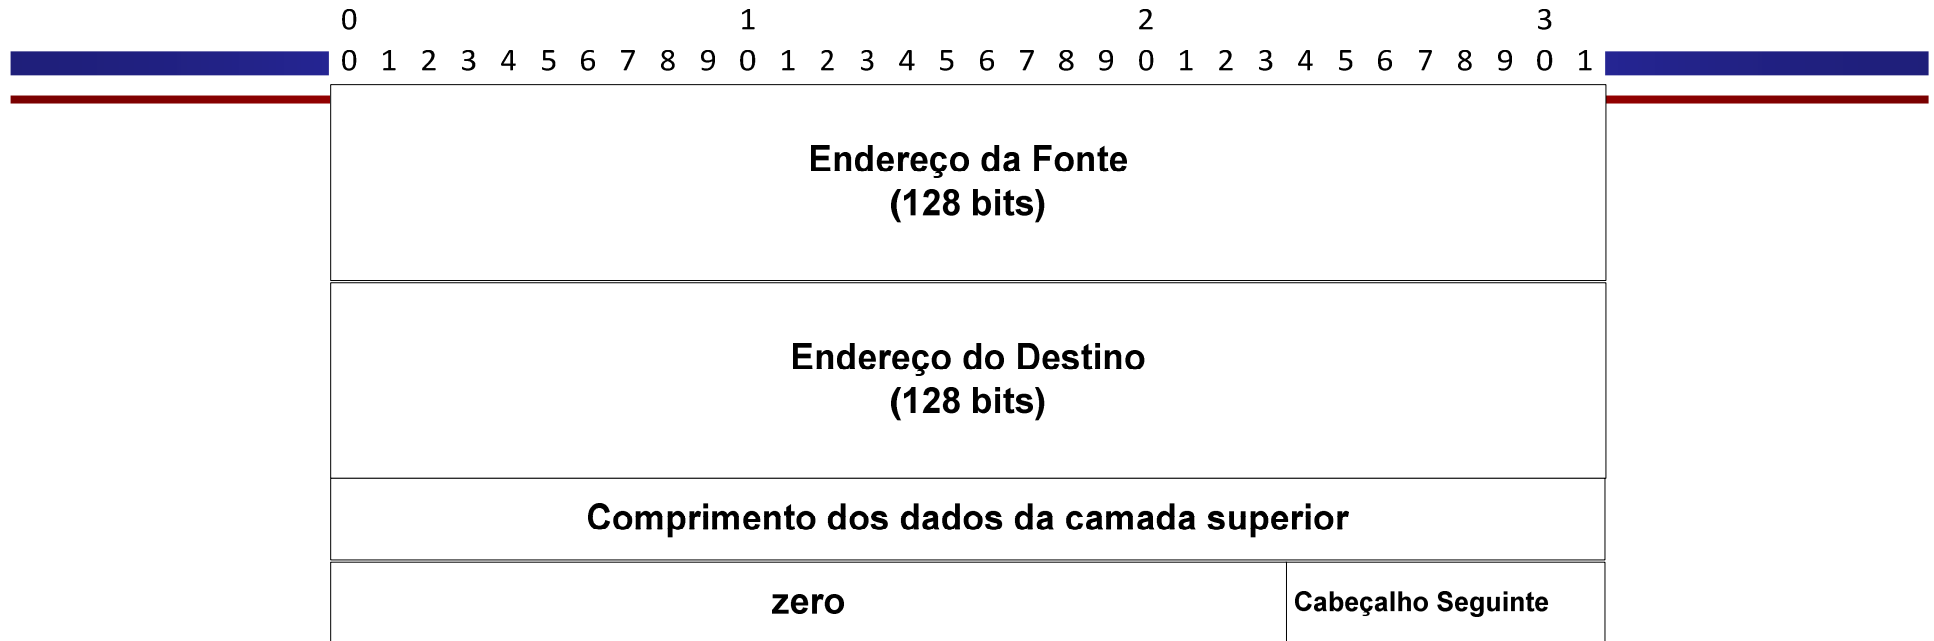 0 1 2 3
0 1 2 3 4 5 6 7 8 9 0 1 2 3 4 5 6 7 8 9 0 1 2 3 4 5 6 7 8 9 0 1
Endereço da Fonte
(128 bits)
Endereço do Destino
(128 bits)
Comprimento dos dados da camada superior
zero Cabeçalho Seguinte